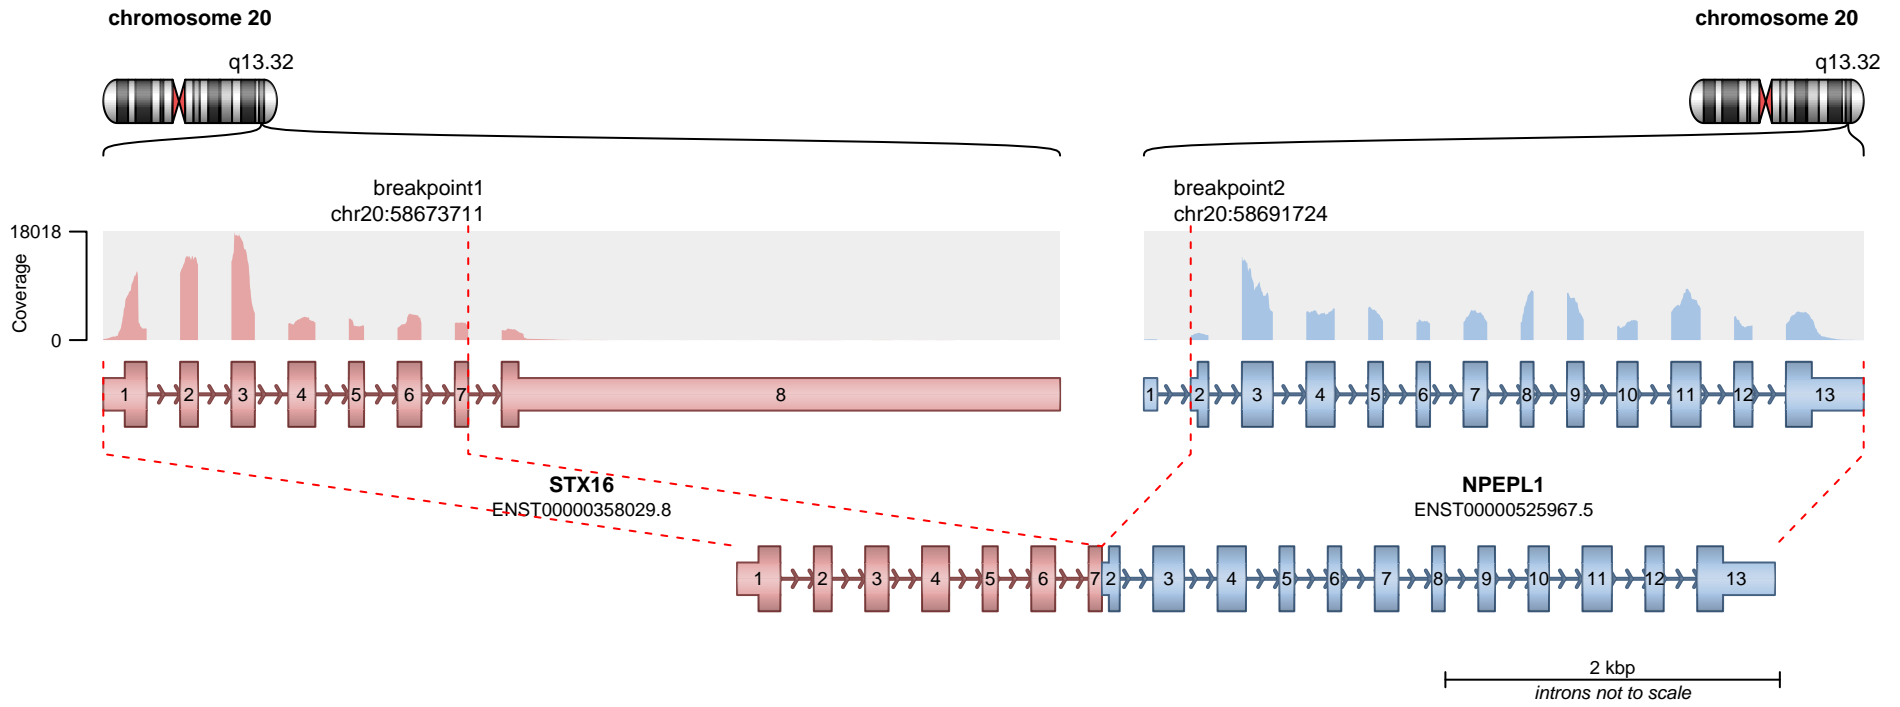 chromosome 20
chromosome 20
q13.32
q13.32
breakpoint1
chr20:58673711
breakpoint2
chr20:58691724
18018
Coverage
0
1 2 3 4 5 6 7 8
1 2 3 4 5 6 7 8 9 10 11 12 13
STX16
ENST00000358029.8
NPEPL1
ENST00000525967.5
1 2 3 4 5 6 7 2 3 4 5 6 7 8 9 10 11 12 13
2 kbp
introns not to scale